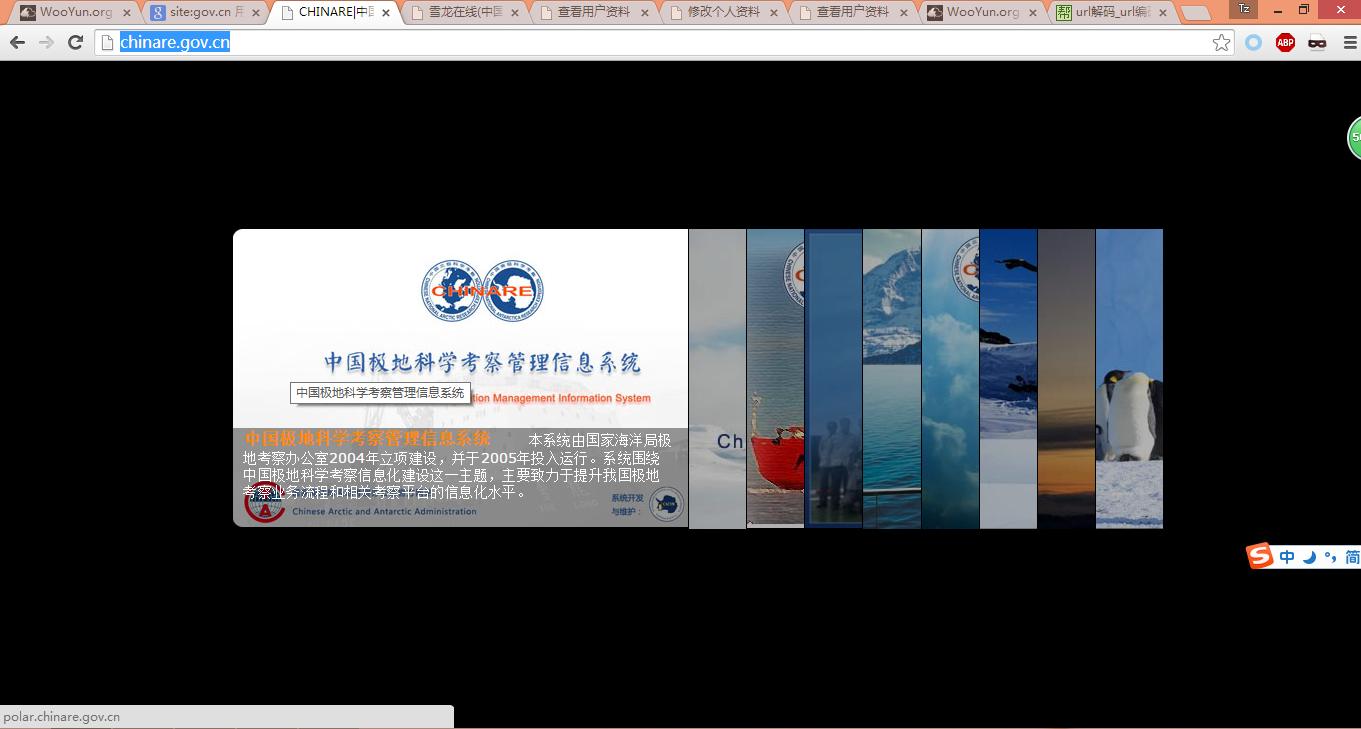 WooYun.org
site:gov.cn 用
CHINARE|中国
雪龙在线(中国
查看用户资料
修改个人资料
查看用户资料
WooYun.org
url解码_url编
Tz
chinare.gov.cn
ABP
CHINARE
中国极地科学考察管理信息系统
中国极地科学考察管理信息系统
tion Management Information System
中国极地科学考察管理信息系统 本系统由国家海洋局极
地考察办公室2004年立项建设，并于2005年投入运行。系统围绕
中国极地科学考察信息化建设这一主题，主要致力于提升我国极地
考察业务流程和相关考察平台的信息化水平。
系统开发
与维护：
Chinese Arctic and Antarctic Administration
Ch
中
简
polar.chinare.gov.cn